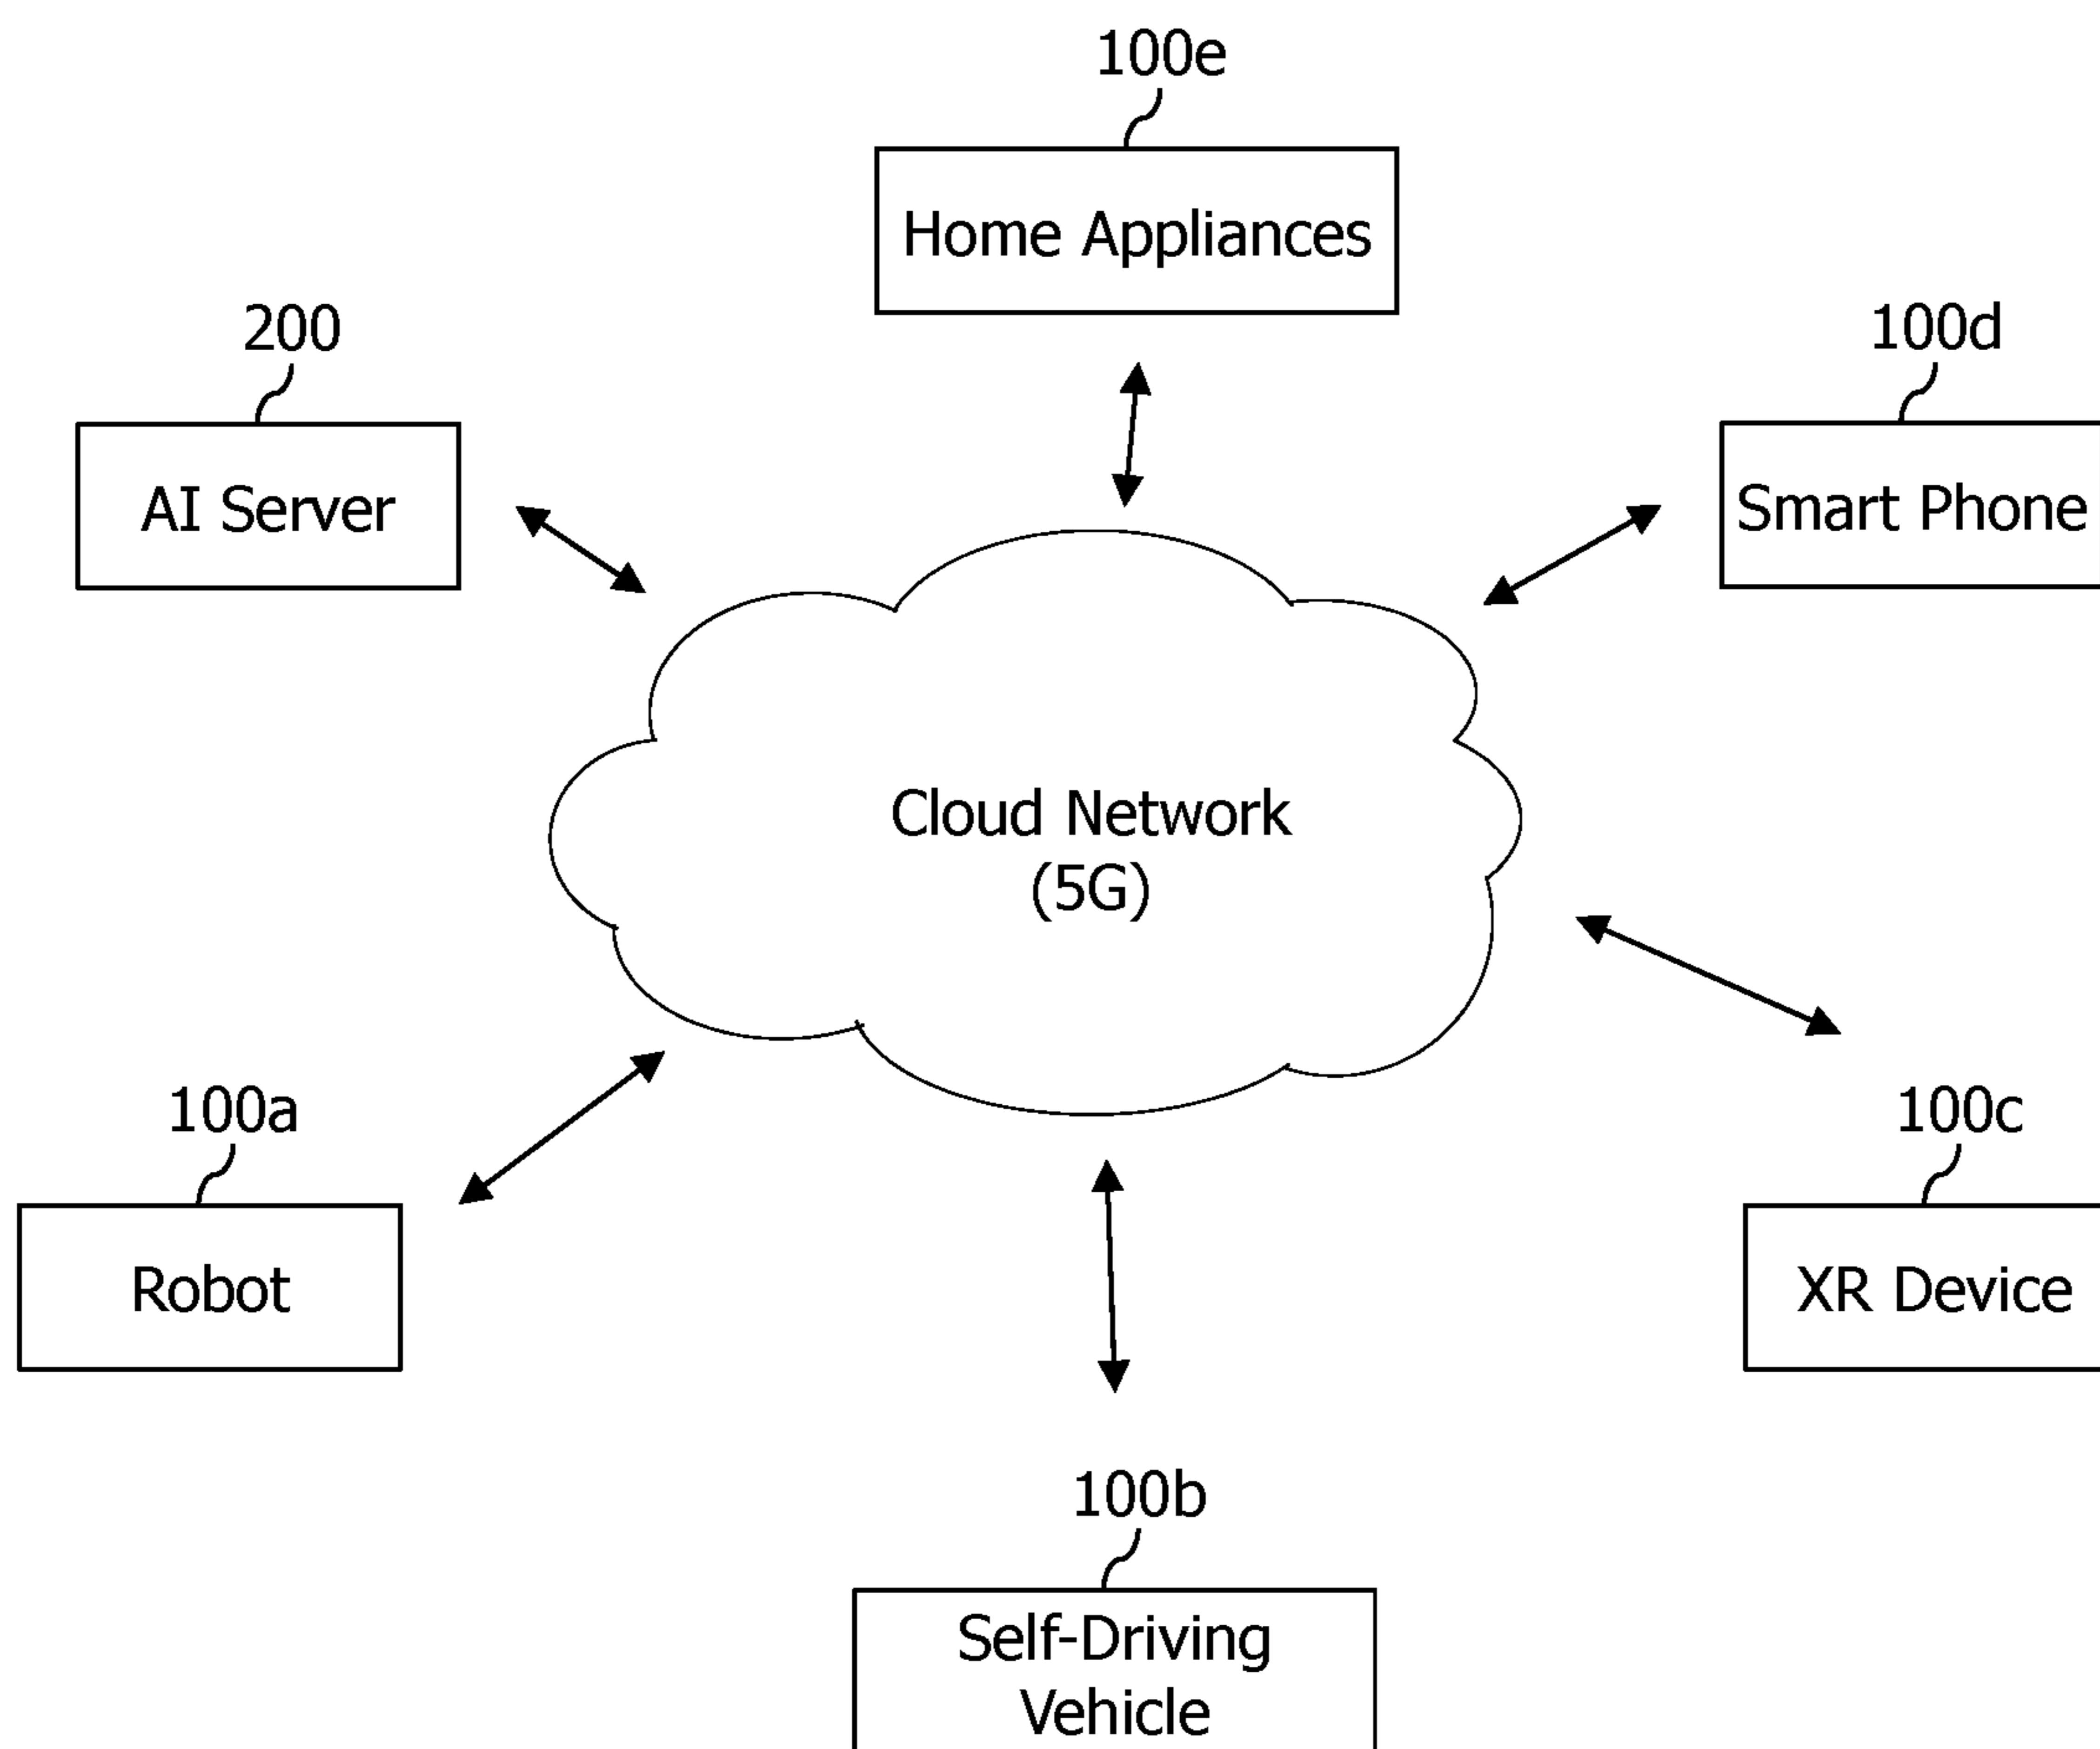 100e
Home Appliances
200
AI Server
100d
Smart Phone
Cloud Network
(5G)
100a
Robot
100c
XR Device
100b
Self-Driving
Vehicle